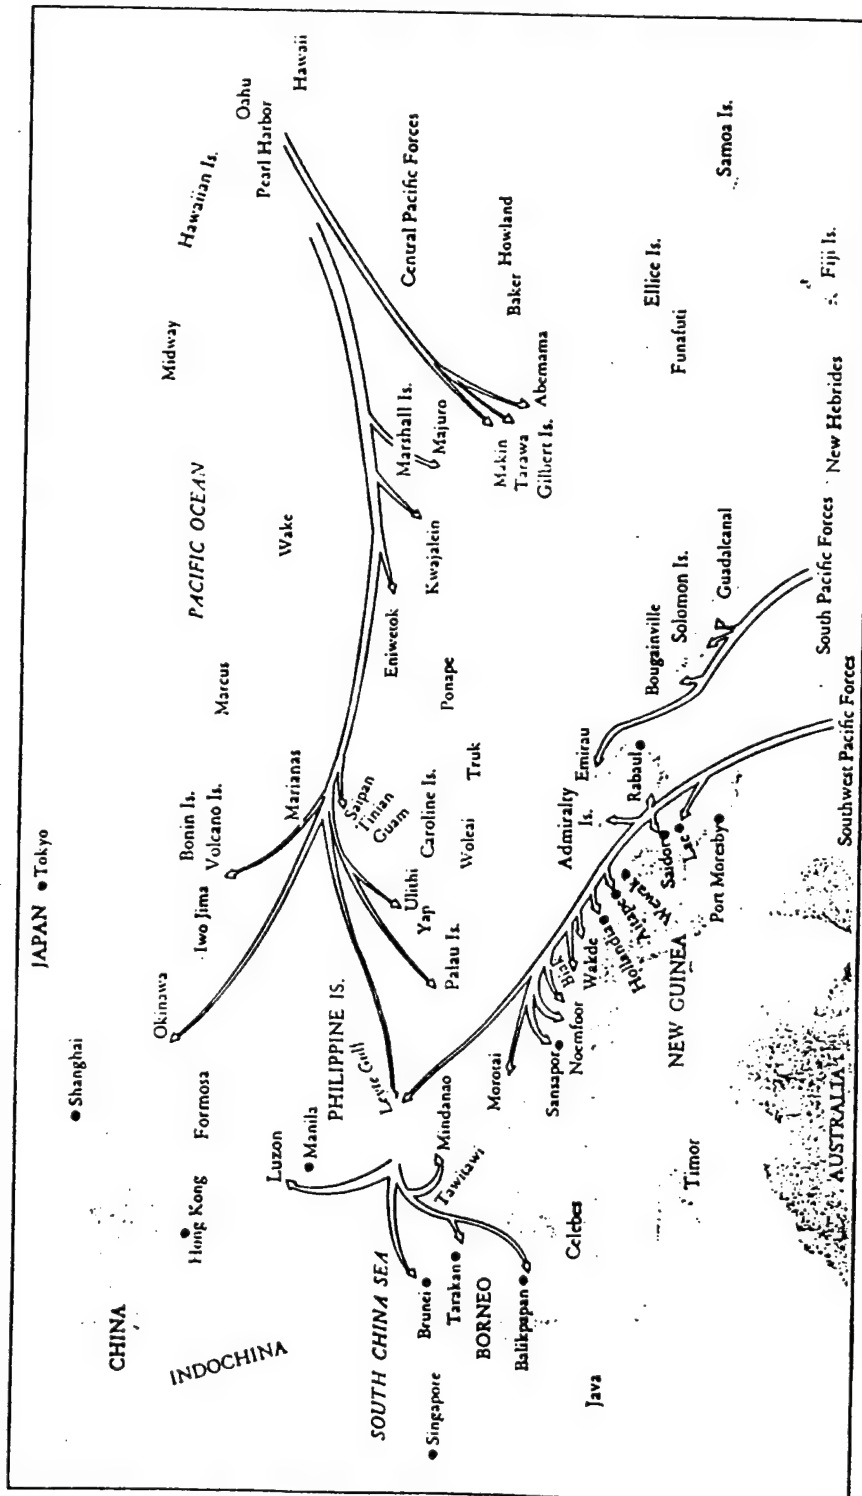 JAPAN
Tokyo
CHINA
Shanghai
Okinawa
Iwo Jima
Bonin Is.
Volcano Is.
Marcus
PACIFIC OCEAN
Midway
Hawaiian Is.
Oahu
Pearl Harbor
Hawaii
Hong Kong
Formosa
INDOCHINA
Luzon
Manila
Marianas
Wake
PHILIPPINE IS.
Leyte Gulf
Saipan
Tinian
Guam
Eniwetok
Marshall Is.
Majuro
Kwajalein
Central Pacific Forces
SOUTH CHINA SEA
Ulithi
Yap
Palau Is.
Caroline Is.
Woleai
Truk
Ponape
Mindanao
Tawitawi
Brunei
Tarakan
BORNEO
Balikpapan
Singapore
Makin
Tarawa
Gilbert Is.
Abemama
Baker
Howland
Morotai
Sansapor
Noemfoor
Biak
Wakde
Hollandia
Aitape
Wewak
Admiralty
Is.
Emirau
Rabaul
Saidor
Lae
Port Moresby
NEW GUINEA
Bougainville
Solomon Is.
Guadalcanal
Ellice Is.
Funafuti
Samoa Is.
Fiji Is.
New Hebrides
Celebes
Java
Timor
AUSTRALIA
Southwest Pacific Forces
South Pacific Forces